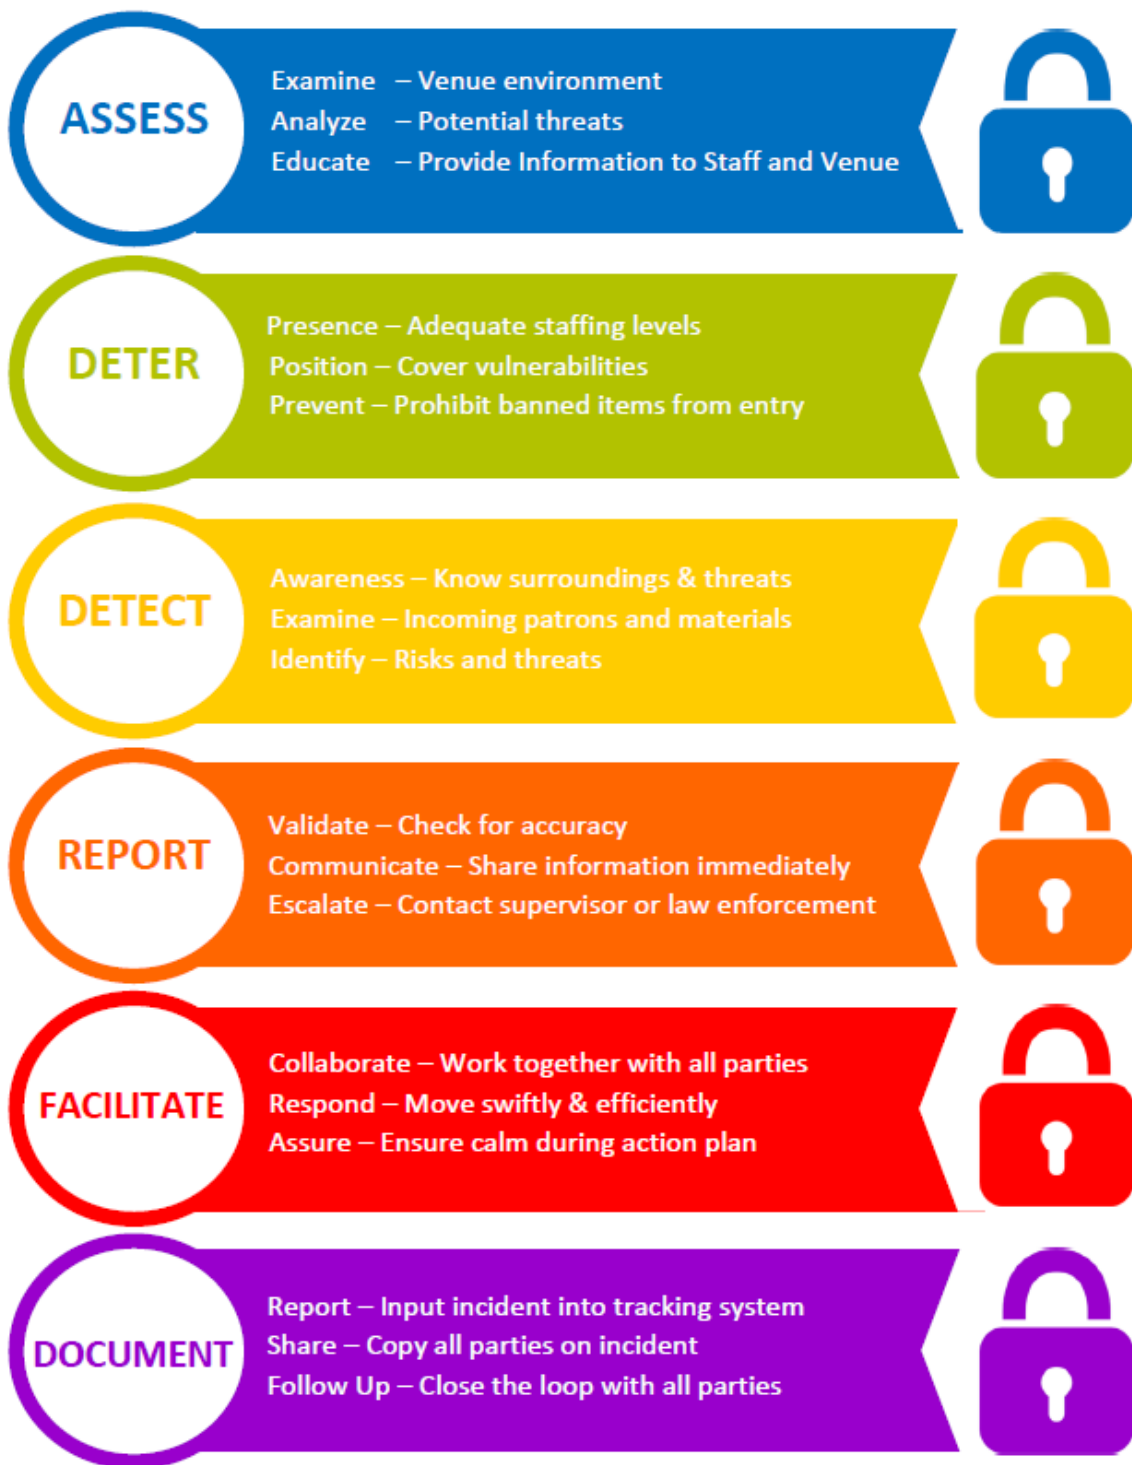 ASSESS
Examine – Venue environment
Analyze – Potential threats
Educate – Provide Information to Staff and Venue
DETER
Presence – Adequate staffing levels
Position – Cover vulnerabilities
Prevent – Prohibit banned items from entry
DETECT
Awareness – Know surroundings & threats
Examine – Incoming patrons and materials
Identify – Risks and threats
REPORT
Validate – Check for accuracy
Communicate – Share information immediately
Escalate – Contact supervisor or law enforcement
FACILITATE
Collaborate – Work together with all parties
Respond – Move swiftly & efficiently
Assure – Ensure calm during action plan
DOCUMENT
Report – Input incident into tracking system
Share – Copy all parties on incident
Follow Up – Close the loop with all parties